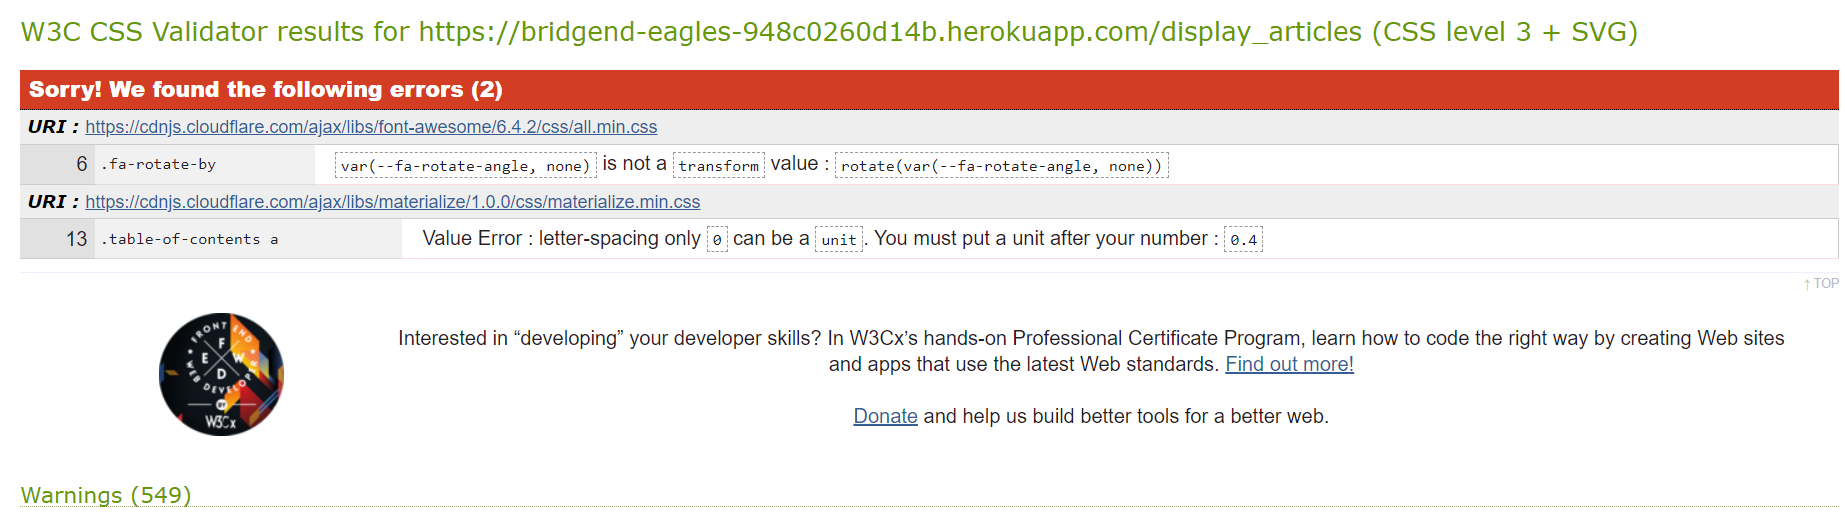 W3C CSS Validator results for https://bridgend-eagles-948c0260d14b.herokuapp.com/display_articles (CSS level 3 + SVG)
Sorry! We found the following errors (2)
URI : https://cdnjs.cloudflare.com/ajax/libs/font-awesome/6.4.2/css/all.min.css
6 .fa-rotate-by var(--fa-rotate-angle, none) is not a transform value : rotate(var(--fa-rotate-angle, none))
URI : https://cdnjs.cloudflare.com/ajax/libs/materialize/1.0.0/css/materialize.min.css
13 .table-of-contents a Value Error : letter-spacing only 0 can be a unit. You must put a unit after your number : 0.4
↑ TOP
FRONT END
F E W D
WEB DEVELOPER
BY
W3Cx
Interested in “developing” your developer skills? In W3Cx’s hands-on Professional Certificate Program, learn how to code the right way by creating Web sites
and apps that use the latest Web standards. Find out more!
Donate and help us build better tools for a better web.
Warnings (549)